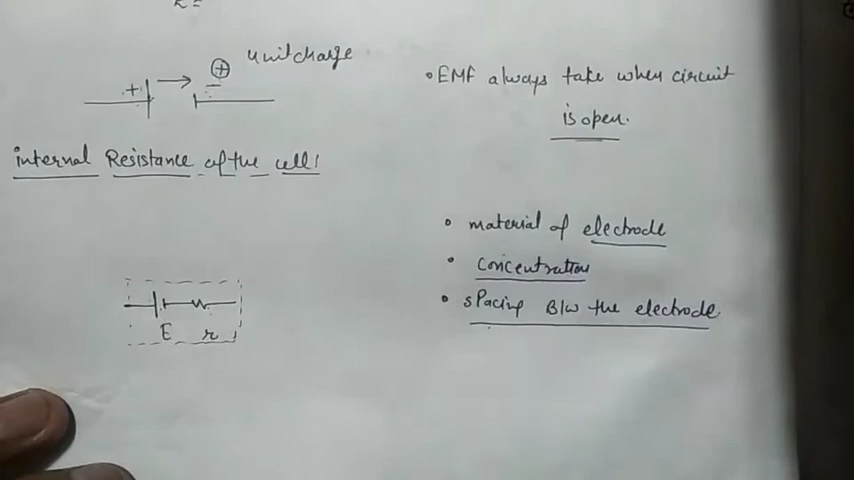 +
⊕ unit charge
−
• EMF always take when circuit
is open.
internal Resistance of the cell:
• material of electrode
• concentration
• spacing B/w the electrode
E r